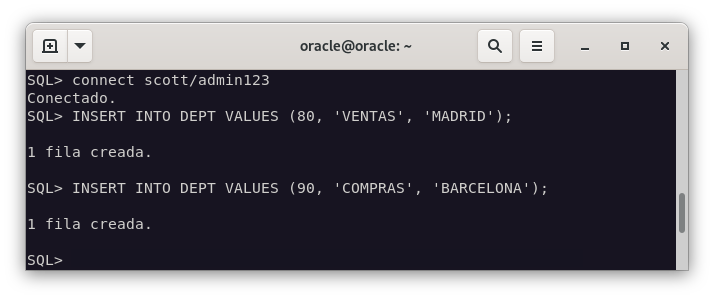 oracle@oracle: ~
SQL> connect scott/admin123
Conectado.
SQL> INSERT INTO DEPT VALUES (80, 'VENTAS', 'MADRID');
1 fila creada.
SQL> INSERT INTO DEPT VALUES (90, 'COMPRAS', 'BARCELONA');
1 fila creada.
SQL>